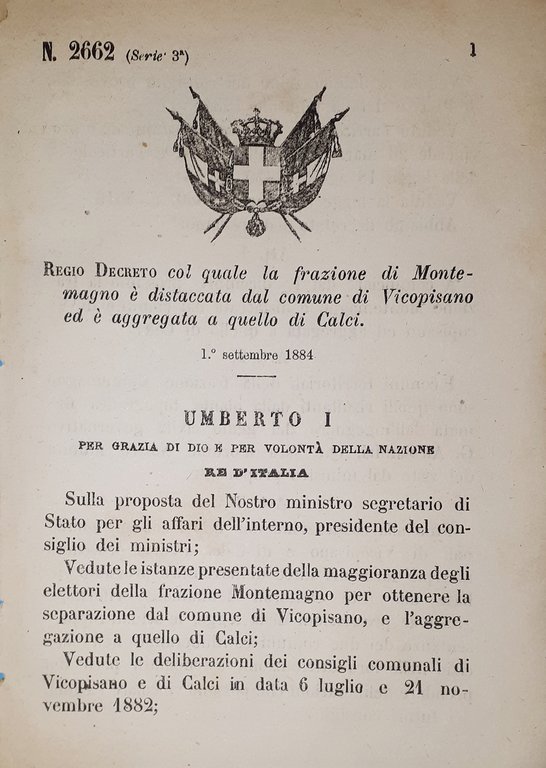 N. 2662 (Serie 3ª)
1
REGIO DECRETO col quale la frazione di Monte-
magno è distaccata dal comune di Vicopisano
ed è aggregata a quello di Calci.
1.º settembre 1884
UMBERTO I
PER GRAZIA DI DIO E PER VOLONTÀ DELLA NAZIONE
RE D'ITALIA
Sulla proposta del Nostro ministro segretario di
Stato per gli affari dell'interno, presidente del con-
siglio dei ministri;
Vedute le istanze presentate della maggioranza degli
elettori della frazione Montemagno per ottenere la
separazione dal comune di Vicopisano, e l'aggre-
gazione a quello di Calci;
Vedute le deliberazioni dei consigli comunali di
Vicopisano e di Calci in data 6 luglio e 21 no-
vembre 1882;